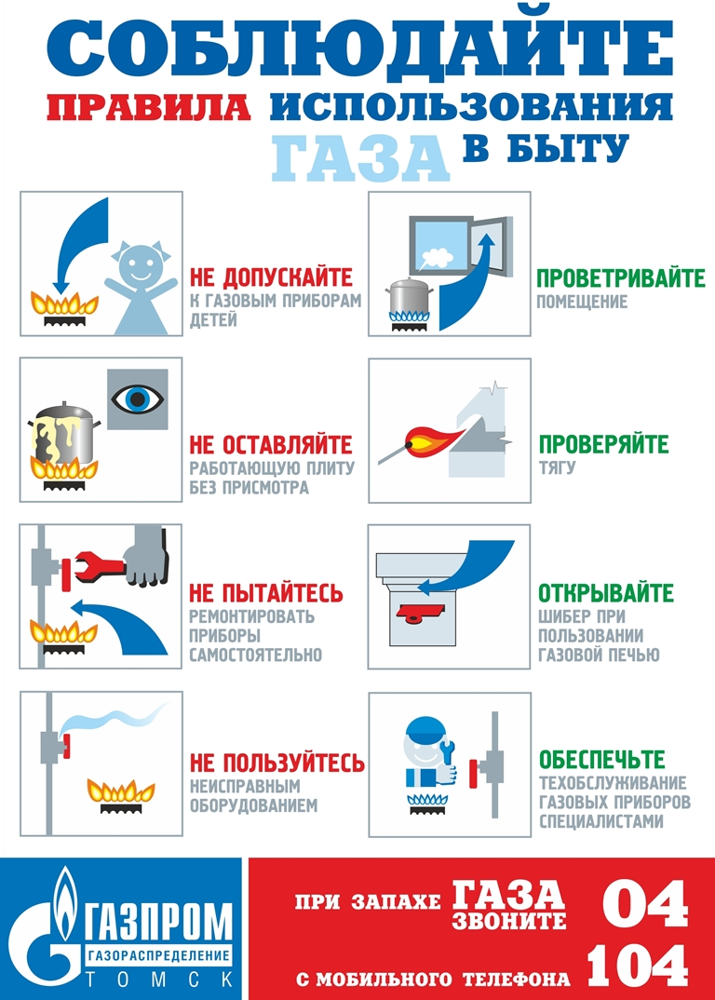 СОБЛЮДАЙТЕ
ПРАВИЛА ИСПОЛЬЗОВАНИЯ
ГАЗА В БЫТУ
НЕ ДОПУСКАЙТЕ
К ГАЗОВЫМ ПРИБОРАМ
ДЕТЕЙ
ПРОВЕТРИВАЙТЕ
ПОМЕЩЕНИЕ
НЕ ОСТАВЛЯЙТЕ
РАБОТАЮЩУЮ ПЛИТУ
БЕЗ ПРИСМОТРА
ПРОВЕРЯЙТЕ
ТЯГУ
НЕ ПЫТАЙТЕСЬ
РЕМОНТИРОВАТЬ
ПРИБОРЫ
САМОСТОЯТЕЛЬНО
ОТКРЫВАЙТЕ
ШИБЕР ПРИ
ПОЛЬЗОВАНИИ
ГАЗОВОЙ ПЕЧЬЮ
НЕ ПОЛЬЗУЙТЕСЬ
НЕИСПРАВНЫМ
ОБОРУДОВАНИЕМ
ОБЕСПЕЧЬТЕ
ТЕХОБСЛУЖИВАНИЕ
ГАЗОВЫХ ПРИБОРОВ
СПЕЦИАЛИСТАМИ
ГАЗПРОМ
ГАЗОРАСПРЕДЕЛЕНИЕ
ТОМСК
ПРИ ЗАПАХЕ ГАЗА
ЗВОНИТЕ 04
С МОБИЛЬНОГО ТЕЛЕФОНА 104